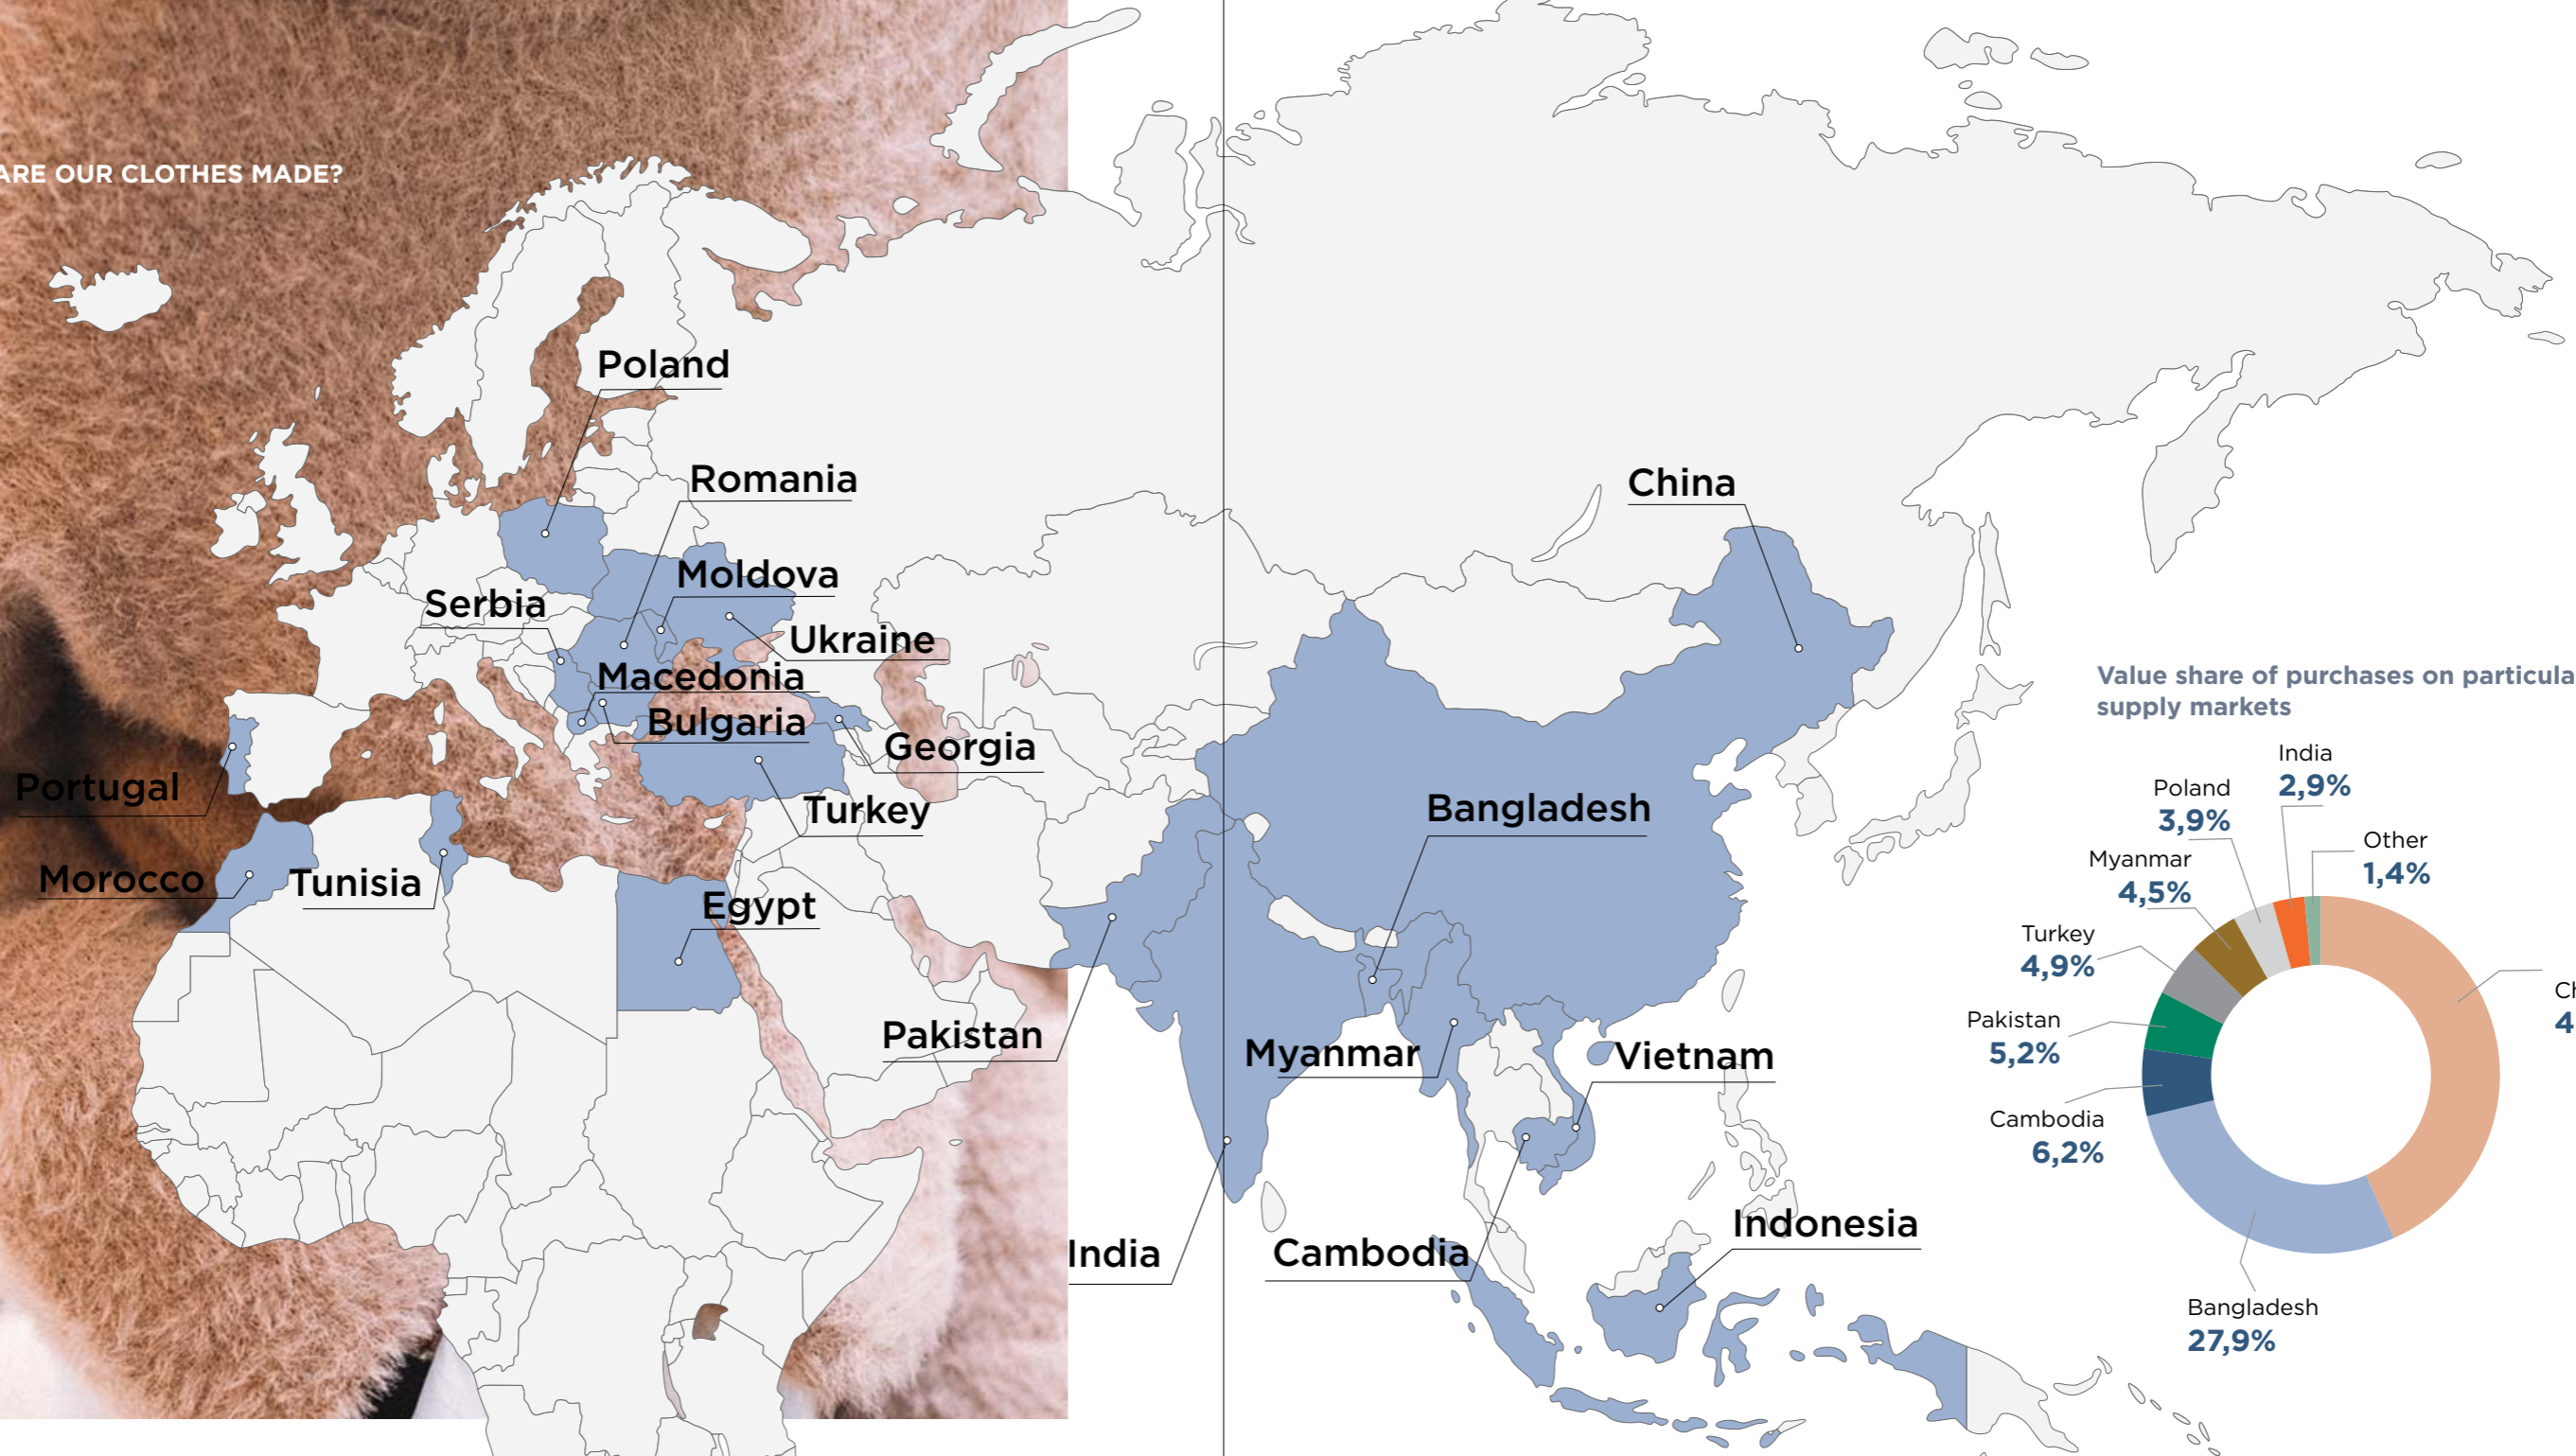 ARE OUR CLOTHES MADE?
Poland
Romania
China
Moldova
Serbia
Ukraine
Macedonia
Bulgaria
Georgia
Portugal
Turkey
Bangladesh
Morocco
Tunisia
Egypt
Pakistan
Myanmar
Vietnam
India
Cambodia
Indonesia
Value share of purchases on particula
supply markets
India
2,9%
Poland
3,9%
Other
1,4%
Myanmar
4,5%
Turkey
4,9%
Ch
4
Pakistan
5,2%
Cambodia
6,2%
Bangladesh
27,9%